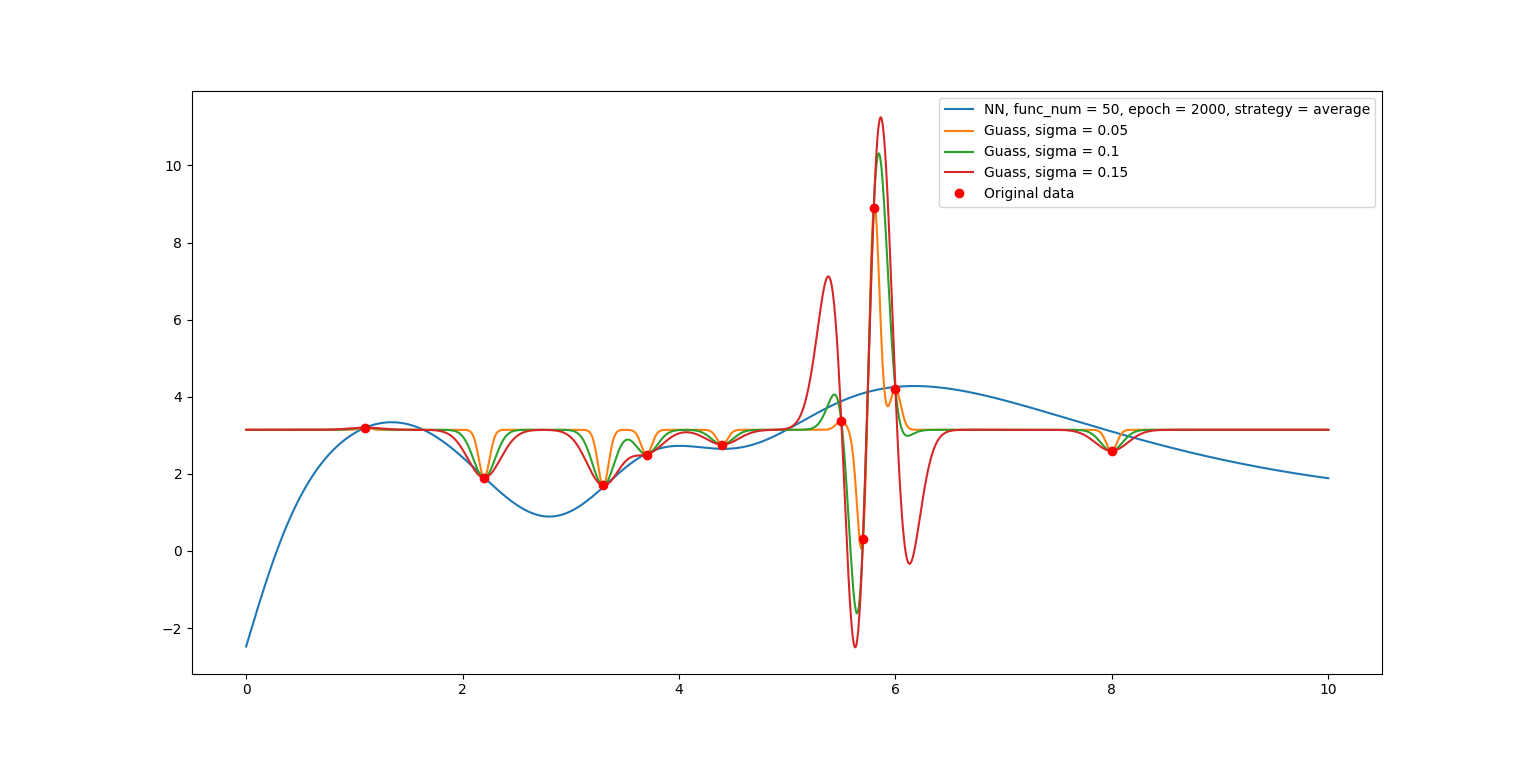 NN, func_num = 50, epoch = 2000, strategy = average
Guass, sigma = 0.05
Guass, sigma = 0.1
Guass, sigma = 0.15
Original data
10
8
6
4
2
0
−2
0 2 4 6 8 10